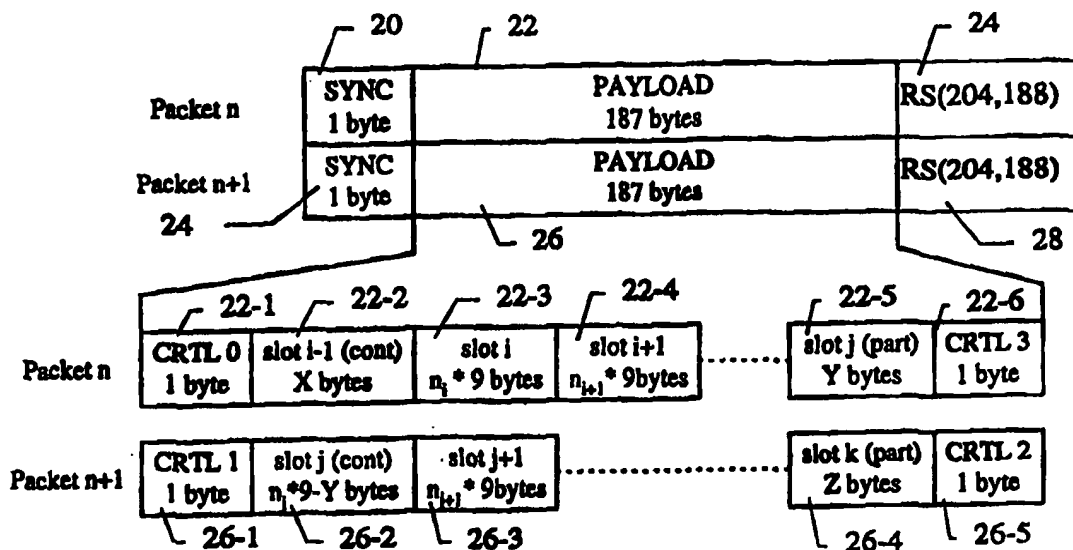 20 22 24
Packet n SYNC 1 byte PAYLOAD 187 bytes RS(204,188)
Packet n+1 SYNC 1 byte PAYLOAD 187 bytes RS(204,188)
24 26 28
22-1 22-2 22-3 22-4 22-5 22-6
Packet n CRTL 0 1 byte slot i-1 (cont) X bytes slot i n_i * 9 bytes slot i+1 n_{i+1} * 9bytes slot j (part) Y bytes CRTL 3 1 byte
Packet n+1 CRTL 1 1 byte slot j (cont) n_j*9-Y bytes slot j+1 n_{j+1} * 9bytes slot k (part) Z bytes CRTL 2 1 byte
26-1 26-2 26-3 26-4 26-5